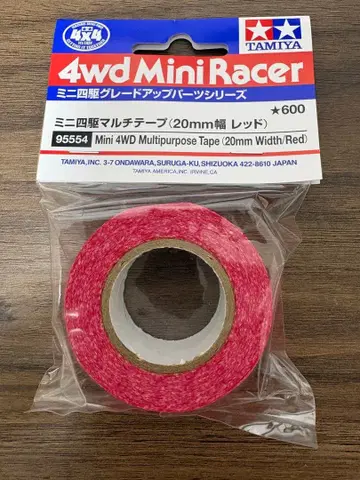 4X4
TAMIYA
4wd Mini Racer
ミニ四駆グレードアップパーツシリーズ
★600
ミニ四駆マルチテープ(20mm幅 レッド)
95554 Mini 4WD Multipurpose Tape (20mm Width/Red)
TAMIYA,INC. 3-7 ONDAWARA, SURUGA-KU, SHIZUOKA 422-8610 JAPAN
TAMIYA AMERICA,INC. IRVINE,CA